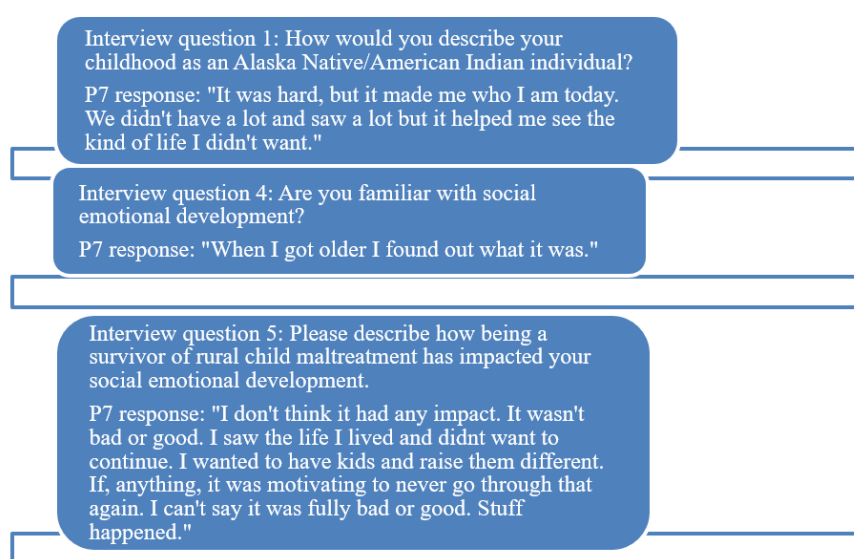 Interview question 1: How would you describe your
childhood as an Alaska Native/American Indian individual?
P7 response: "It was hard, but it made me who I am today.
We didn't have a lot and saw a lot but it helped me see the
kind of life I didn't want."
Interview question 4: Are you familiar with social
emotional development?
P7 response: "When I got older I found out what it was."
Interview question 5: Please describe how being a
survivor of rural child maltreatment has impacted your
social emotional development.
P7 response: "I don't think it had any impact. It wasn't
bad or good. I saw the life I lived and didnt want to
continue. I wanted to have kids and raise them different.
If, anything, it was motivating to never go through that
again. I can't say it was fully bad or good. Stuff
happened."